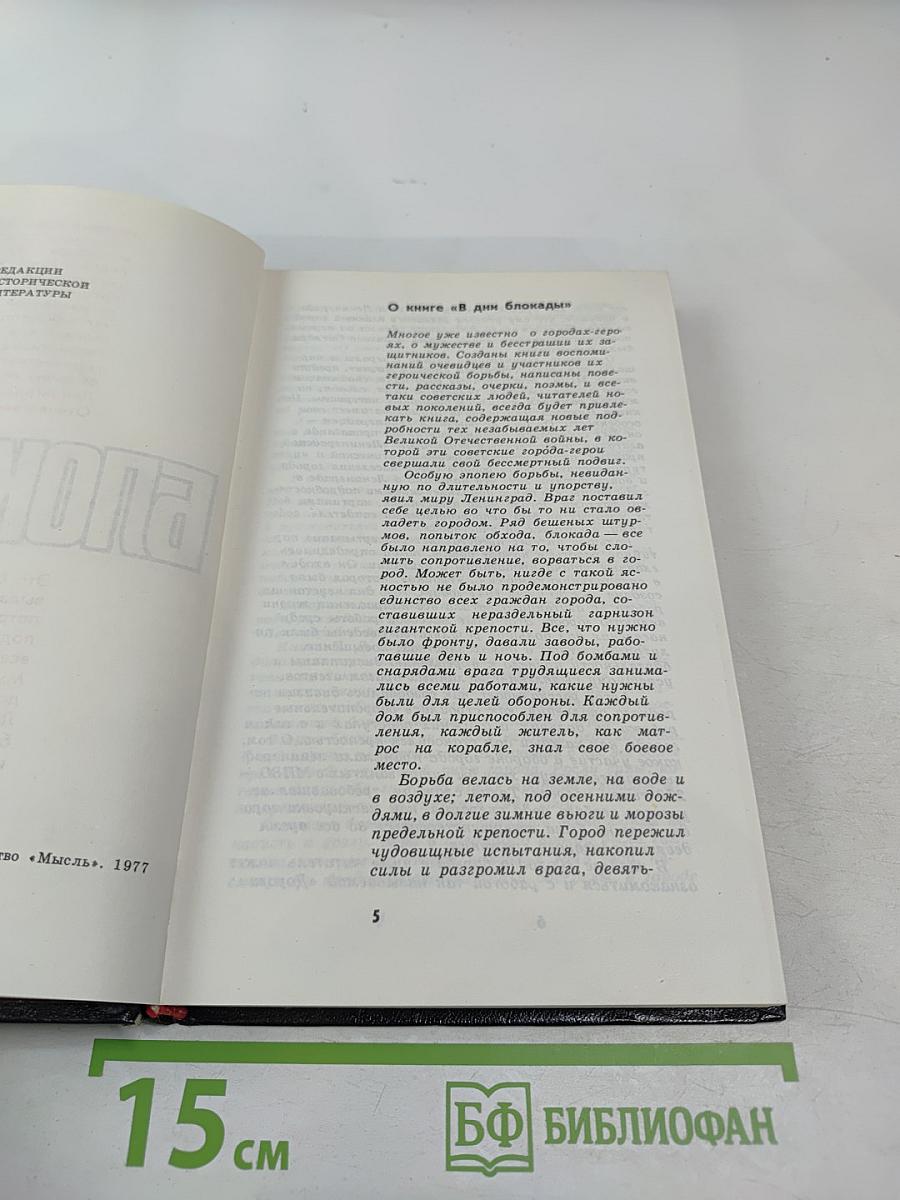 ЕДАКЦИИ
СТОРИЧЕСКОЙ
ИТЕРАТУРЫ
тво «Мысль». 1977
О книге «В дни блокады»
Многое уже известно о городах-геро-
ях, о мужестве и бесстрашии их за-
щитников. Созданы книги воспоми-
наний очевидцев и участников их
героической борьбы, написаны пове-
сти, рассказы, очерки, поэмы, и все-
таки советских людей, читателей но-
вых поколений, всегда будет привле-
кать книга, содержащая новые под-
робности тех незабываемых лет
Великой Отечественной войны, в ко-
торой эти советские города-герои
свершали свой бессмертный подвиг.
Особую эпопею борьбы, невидан-
ную по длительности и упорству,
явил миру Ленинград. Враг поставил
себе целью во что бы то ни стало ов-
ладеть городом. Ряд бешеных штур-
мов, попыток обхода, блокада — все
было направлено на то, чтобы сло-
мить сопротивление, ворваться в го-
род. Может быть, нигде с такой яс-
ностью не было продемонстрировано
единство всех граждан города, со-
ставивших нераздельный гарнизон
гигантской крепости. Все, что нужно
было фронту, давали заводы, рабо-
тавшие день и ночь. Под бомбами и
снарядами врага трудящиеся занима-
лись всеми работами, какие нужны
были для целей обороны. Каждый
дом был приспособлен для сопротив-
ления, каждый житель, как мат-
рос на корабле, знал свое боевое
место.
Борьба велась на земле, на воде и
в воздухе; летом, под осенними дож-
дями, в долгие зимние вьюги и морозы
предельной крепости. Город пережил
чудовищные испытания, накопил
силы и разгромил врага, девять-
5
15 см
БФ БИБЛИОФАН